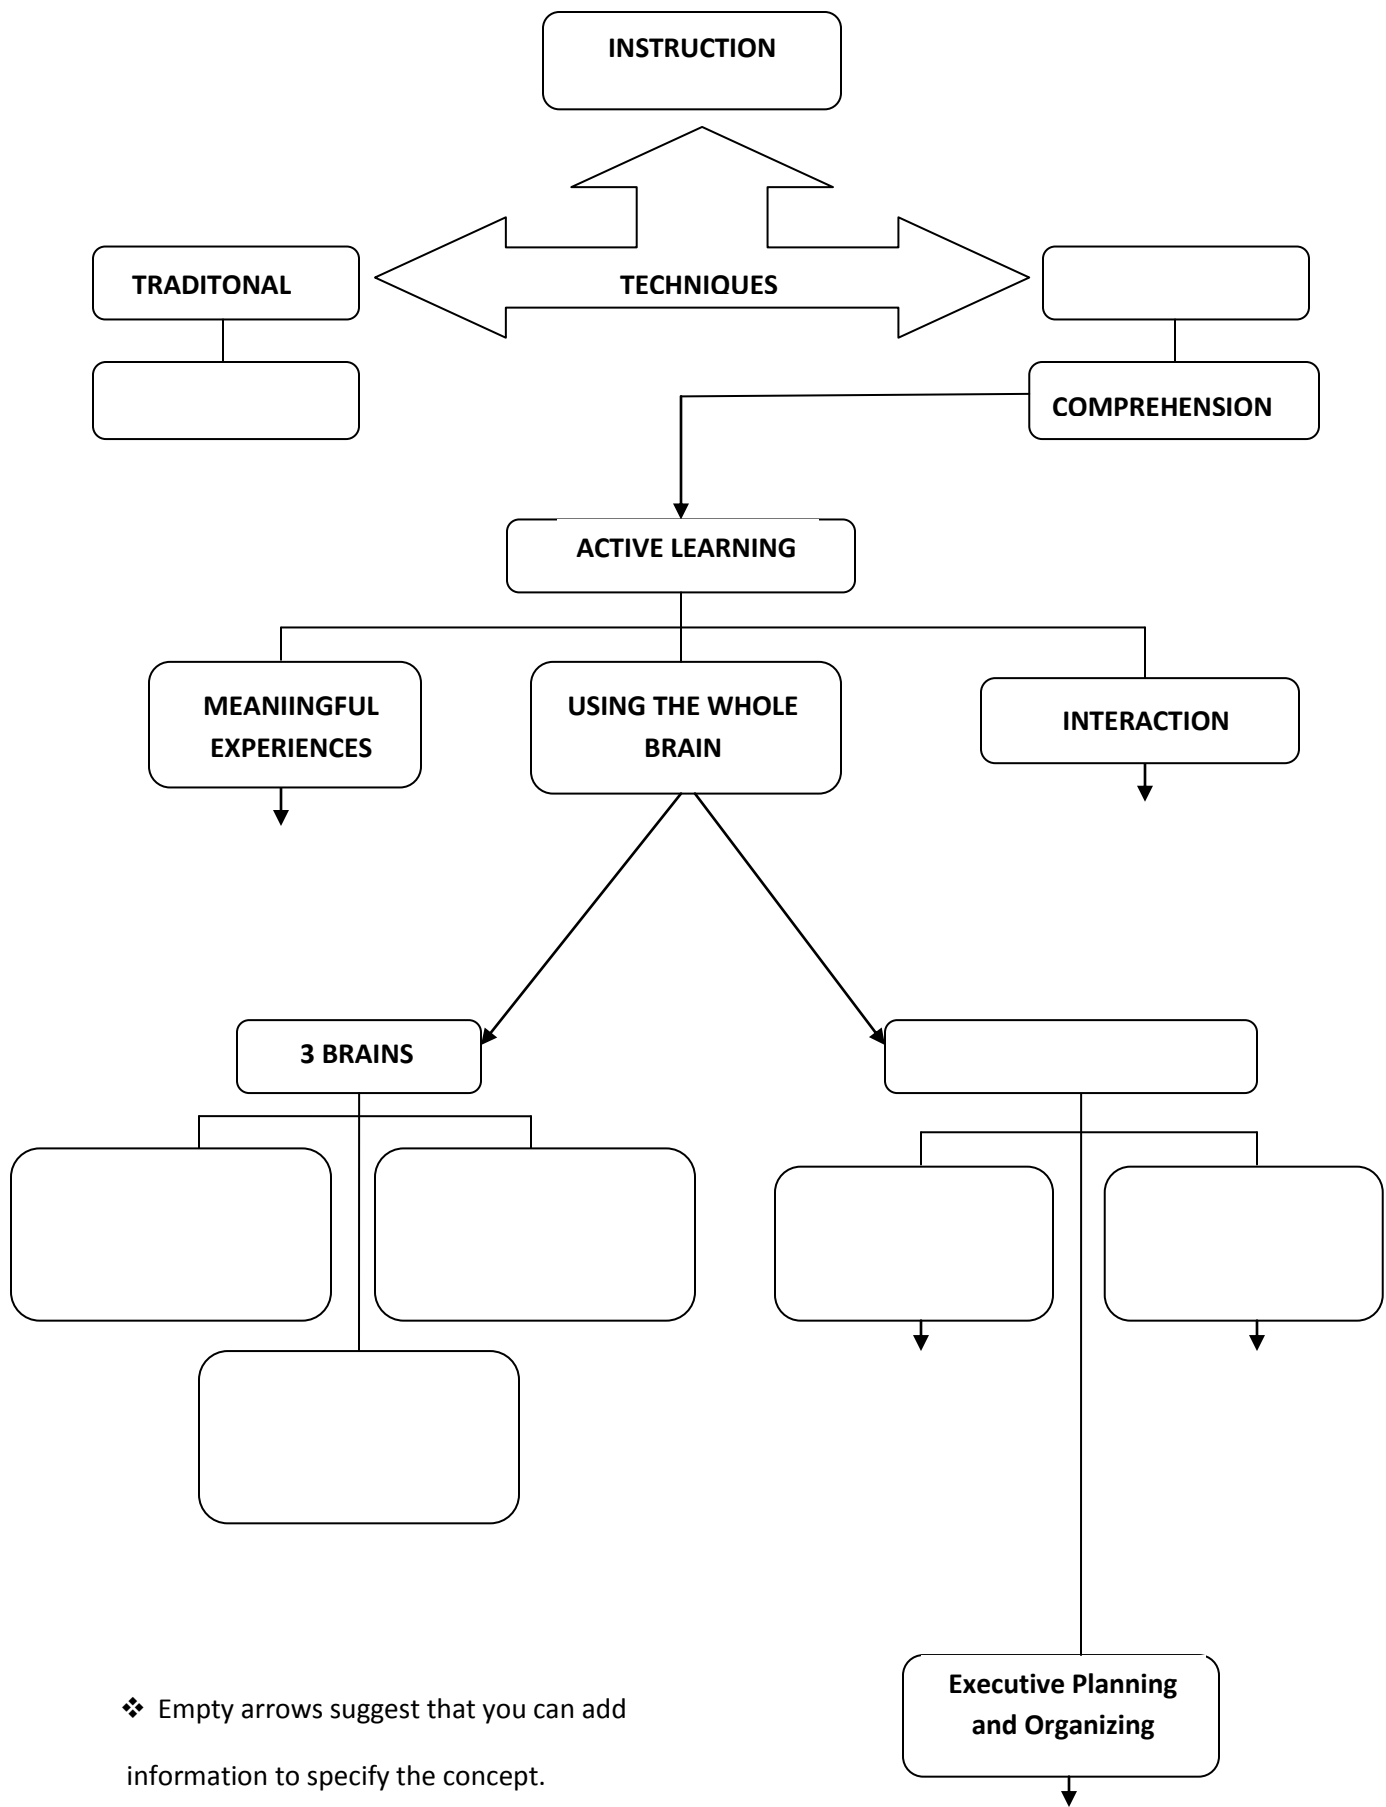 INSTRUCTION
TRADITONAL
TECHNIQUES
COMPREHENSION
ACTIVE LEARNING
MEANIINGFUL
EXPERIENCES
USING THE WHOLE
BRAIN
INTERACTION
3 BRAINS
Executive Planning
and Organizing
❖ Empty arrows suggest that you can add
information to specify the concept.